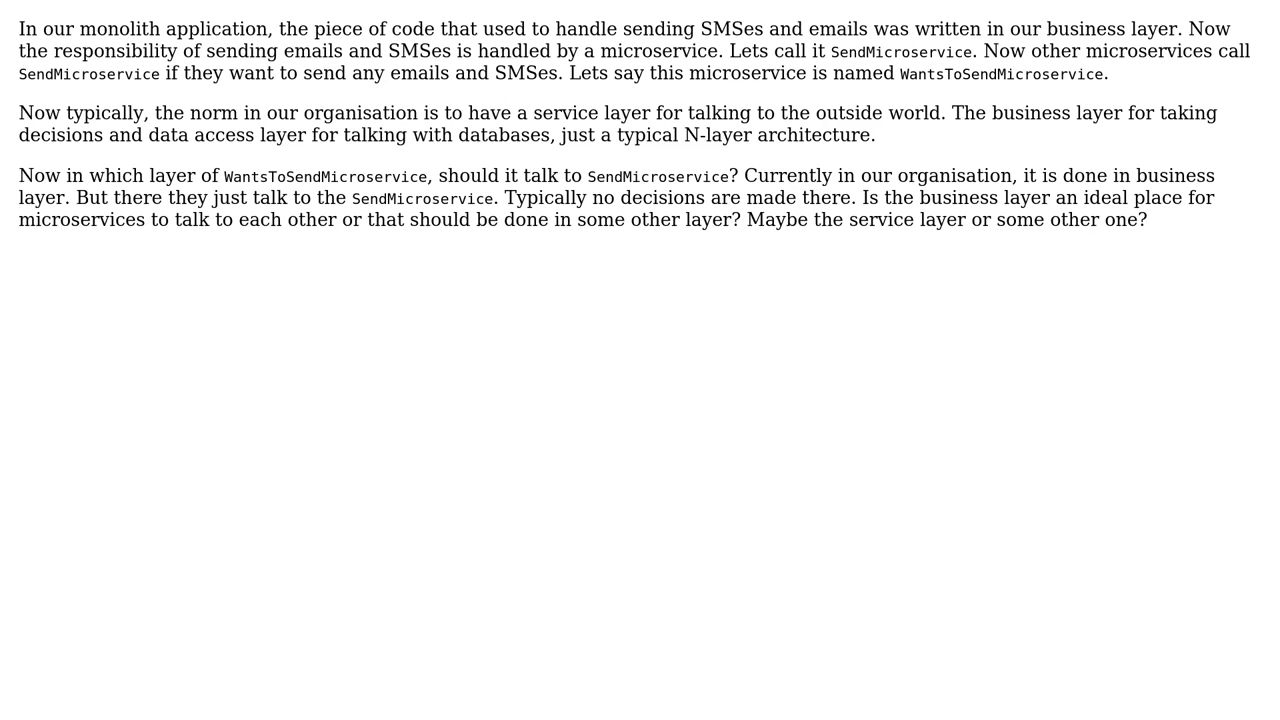 In our monolith application, the piece of code that used to handle sending SMSes and emails was written in our business layer. Now
the responsibility of sending emails and SMSes is handled by a microservice. Lets call it SendMicroservice. Now other microservices call
SendMicroservice if they want to send any emails and SMSes. Lets say this microservice is named WantsToSendMicroservice.
Now typically, the norm in our organisation is to have a service layer for talking to the outside world. The business layer for taking
decisions and data access layer for talking with databases, just a typical N-layer architecture.
Now in which layer of WantsToSendMicroservice, should it talk to SendMicroservice? Currently in our organisation, it is done in business
layer. But there they just talk to the SendMicroservice. Typically no decisions are made there. Is the business layer an ideal place for
microservices to talk to each other or that should be done in some other layer? Maybe the service layer or some other one?